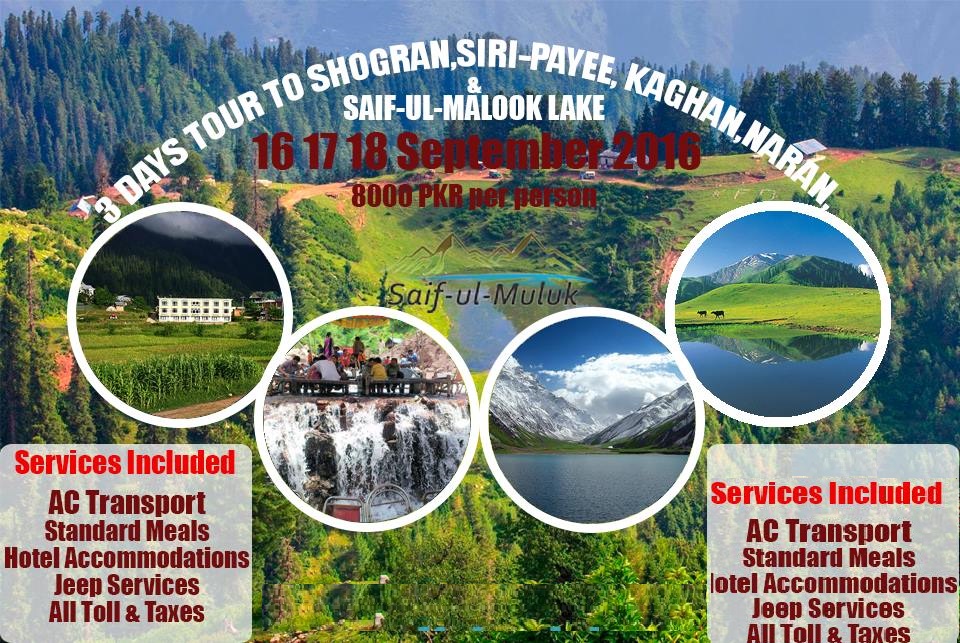 '3 DAYS TOUR TO SHOGRAN,SIRI-PAYEE, KAGHAN,NARAN,
&
SAIF-UL-MALOOK LAKE
16 17 18 September 2016
8000 PKR per person
Saif-ul-Muluk
Services Included
AC Transport
Standard Meals
Hotel Accommodations
Jeep Services
All Toll & Taxes
Services Included
AC Transport
Standard Meals
lotel Accommodations
Jeep Services
All Toll & Taxes